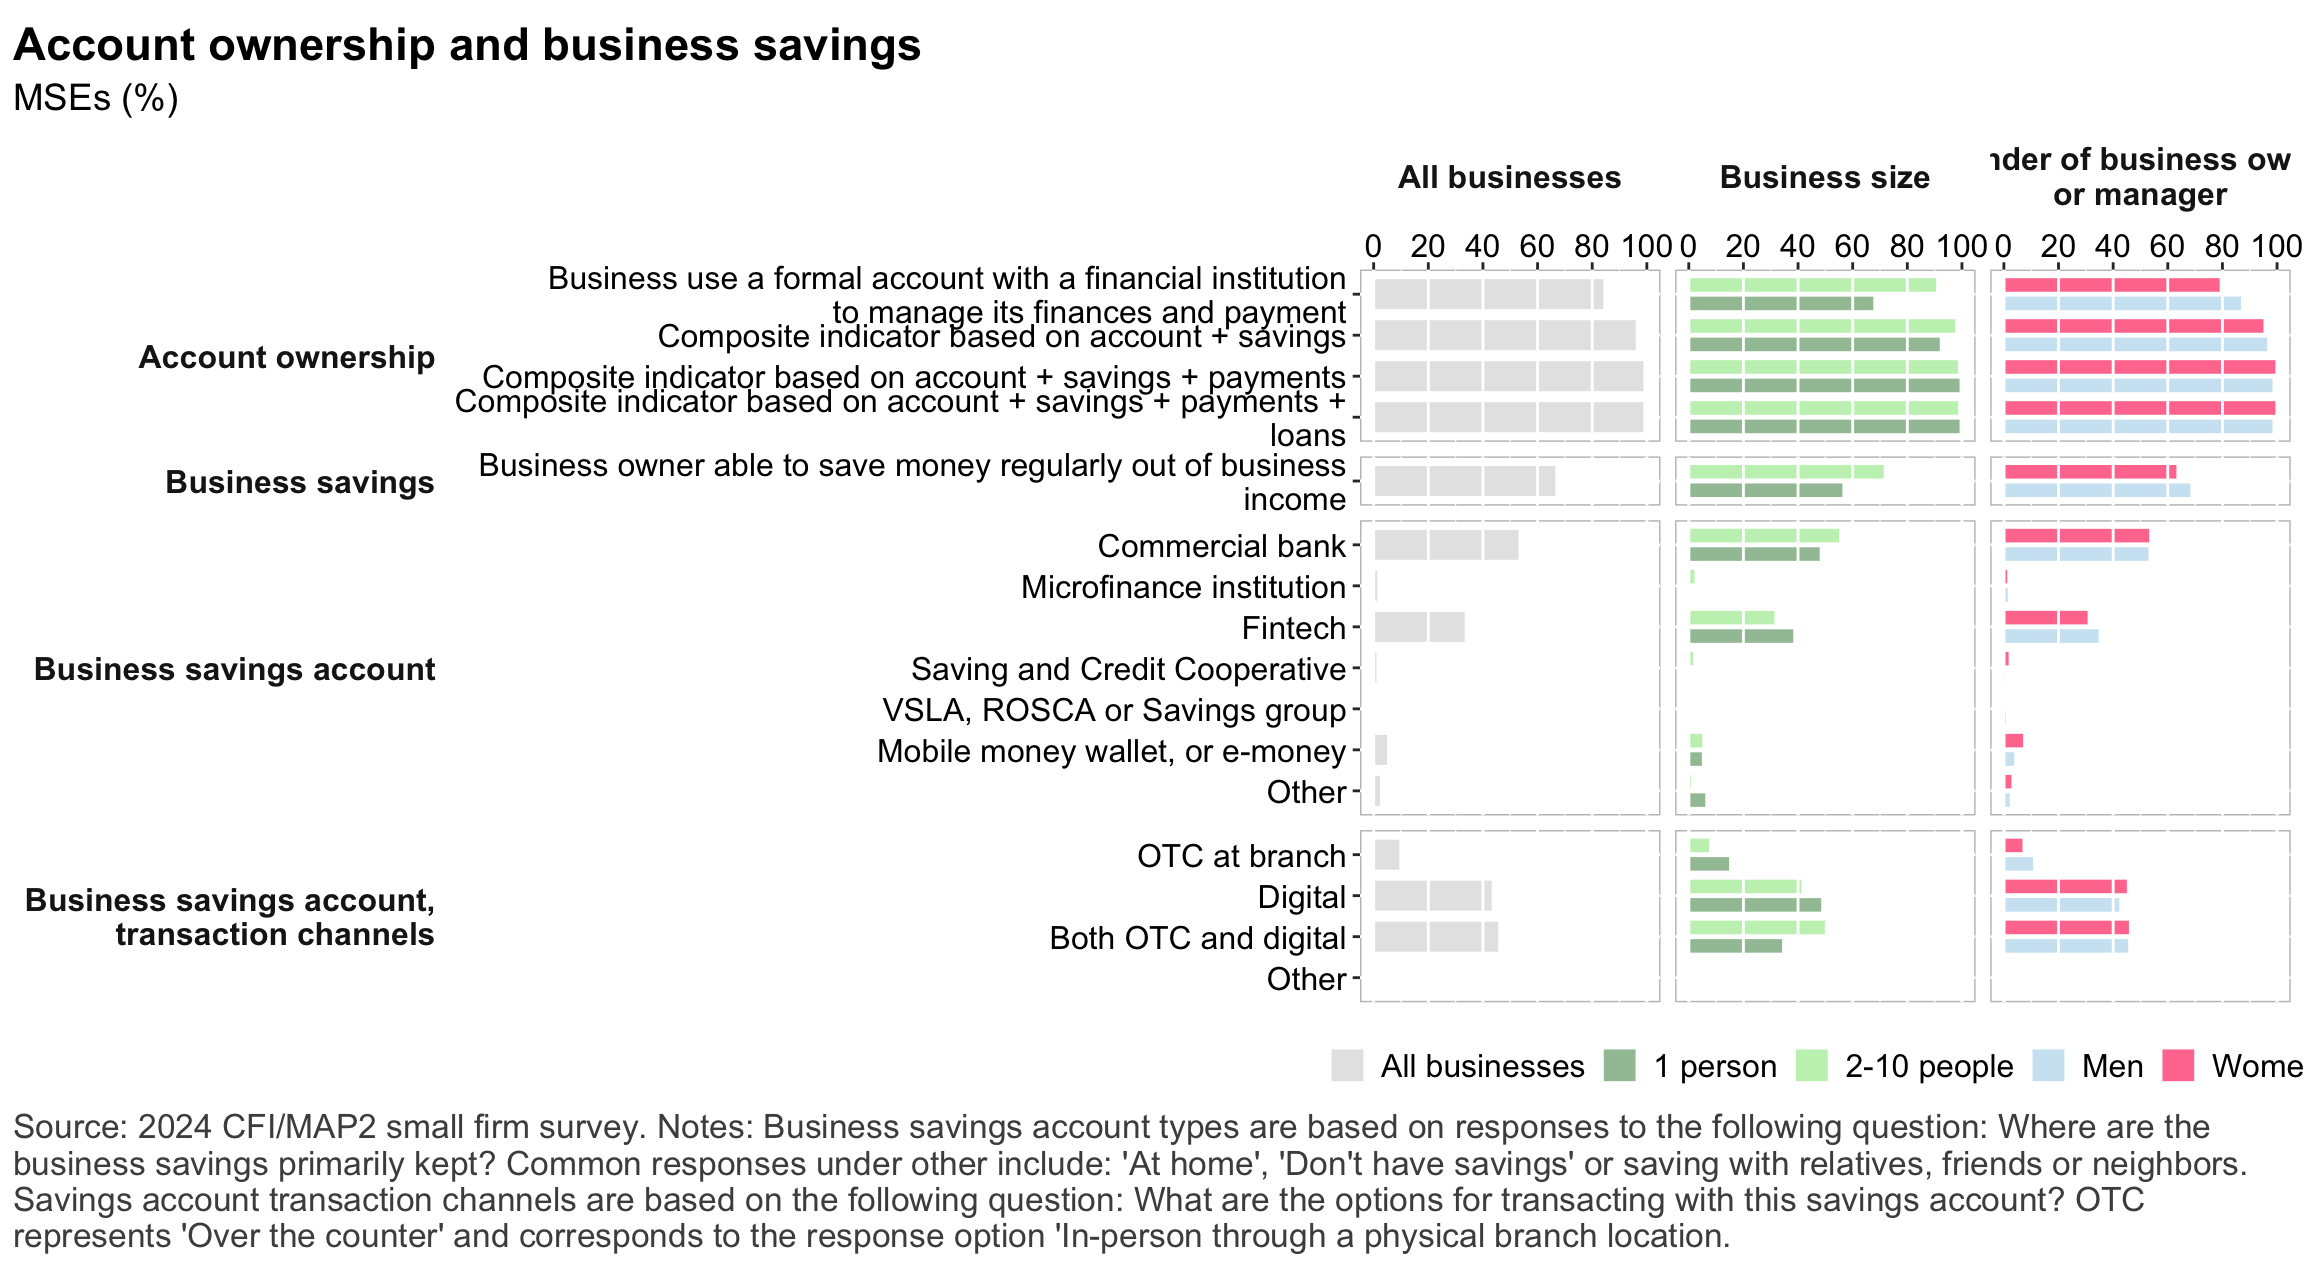 Account ownership and business savings
MSEs (%)
All businesses
Business size
nder of business ow
or manager
0 20 40 60 80 100
0 20 40 60 80 100
0 20 40 60 80 100
Account ownership
Business use a formal account with a financial institution
to manage its finances and payment
Composite indicator based on account + savings
Composite indicator based on account + savings + payments
Composite indicator based on account + savings + payments +
loans
Business savings
Business owner able to save money regularly out of business
income
Business savings account
Commercial bank
Microfinance institution
Fintech
Saving and Credit Cooperative
VSLA, ROSCA or Savings group
Mobile money wallet, or e-money
Other
Business savings account,
transaction channels
OTC at branch
Digital
Both OTC and digital
Other
All businesses
1 person
2-10 people
Men
Wome
Source: 2024 CFI/MAP2 small firm survey. Notes: Business savings account types are based on responses to the following question: Where are the
business savings primarily kept? Common responses under other include: 'At home', 'Don't have savings' or saving with relatives, friends or neighbors.
Savings account transaction channels are based on the following question: What are the options for transacting with this savings account? OTC
represents 'Over the counter' and corresponds to the response option 'In-person through a physical branch location.